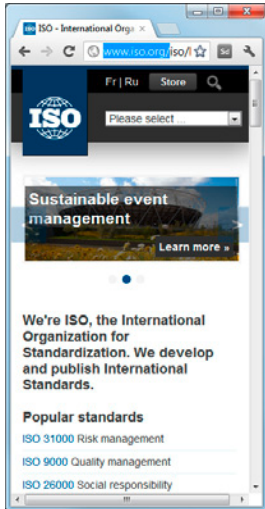 ISO - International Orga
www.iso.org/iso/
Sd
Fr | Ru
Store
ISO
Please select ...
Sustainable event
management
Learn more »
We're ISO, the International
Organization for
Standardization. We develop
and publish International
Standards.
Popular standards
ISO 31000 Risk management
ISO 9000 Quality management
ISO 26000 Social responsibility